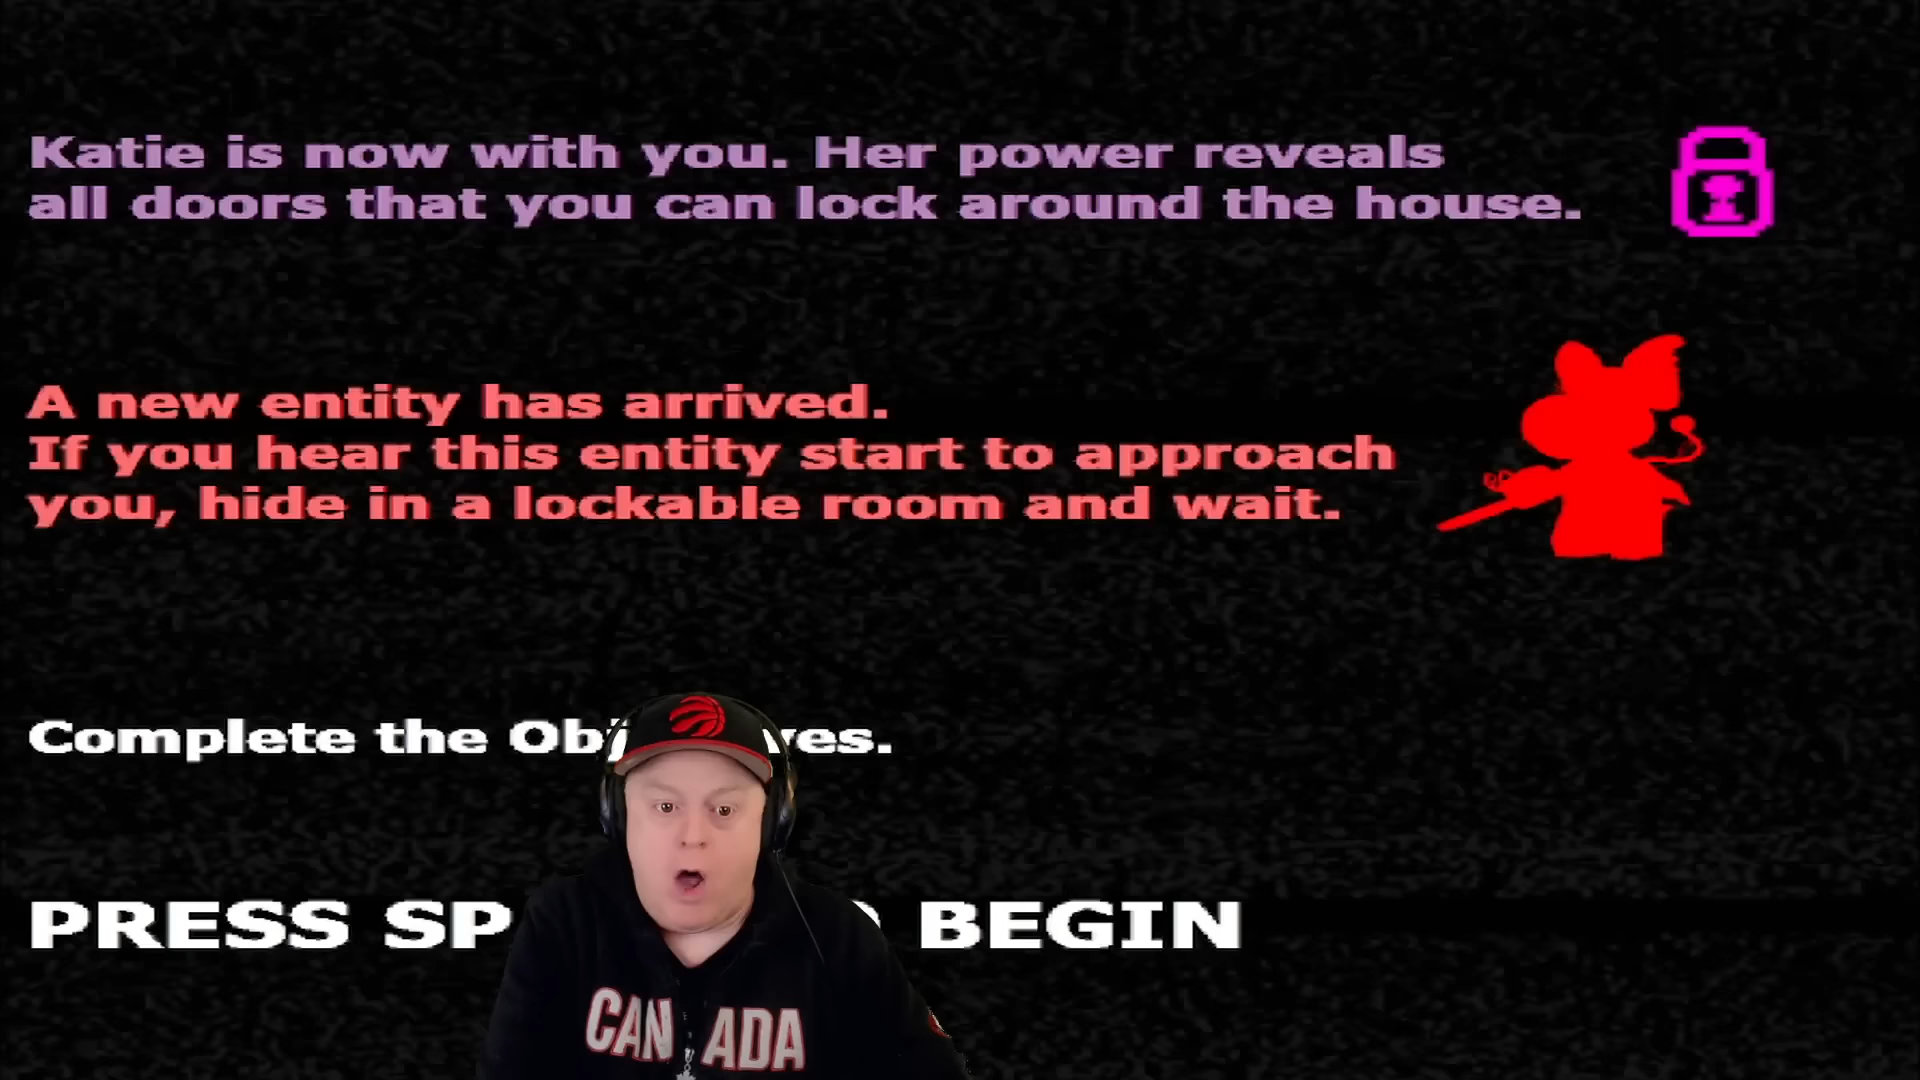 Katie is now with you. Her power reveals
all doors that you can lock around the house.
A new entity has arrived.
If you hear this entity start to approach
you, hide in a lockable room and wait.
Complete the
PRESS BEGIN
CANADA